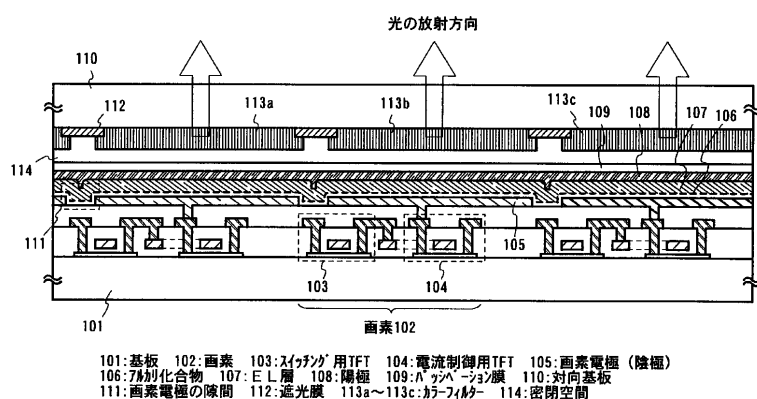 光の放射方向
110
112
113a
113b
113c
109
108
107
106
114
111
105
103
104
101
画素102
101:基板 102:画素 103:スイッチング用TFT 104:電流制御用TFT 105:画素電極(陰極)
106:アルカリ化合物 107:EL層 108:陽極 109:パッシベーション膜 110:対向基板
111:画素電極の隙間 112:遮光膜 113a~113c:カラーフィルター 114:密閉空間